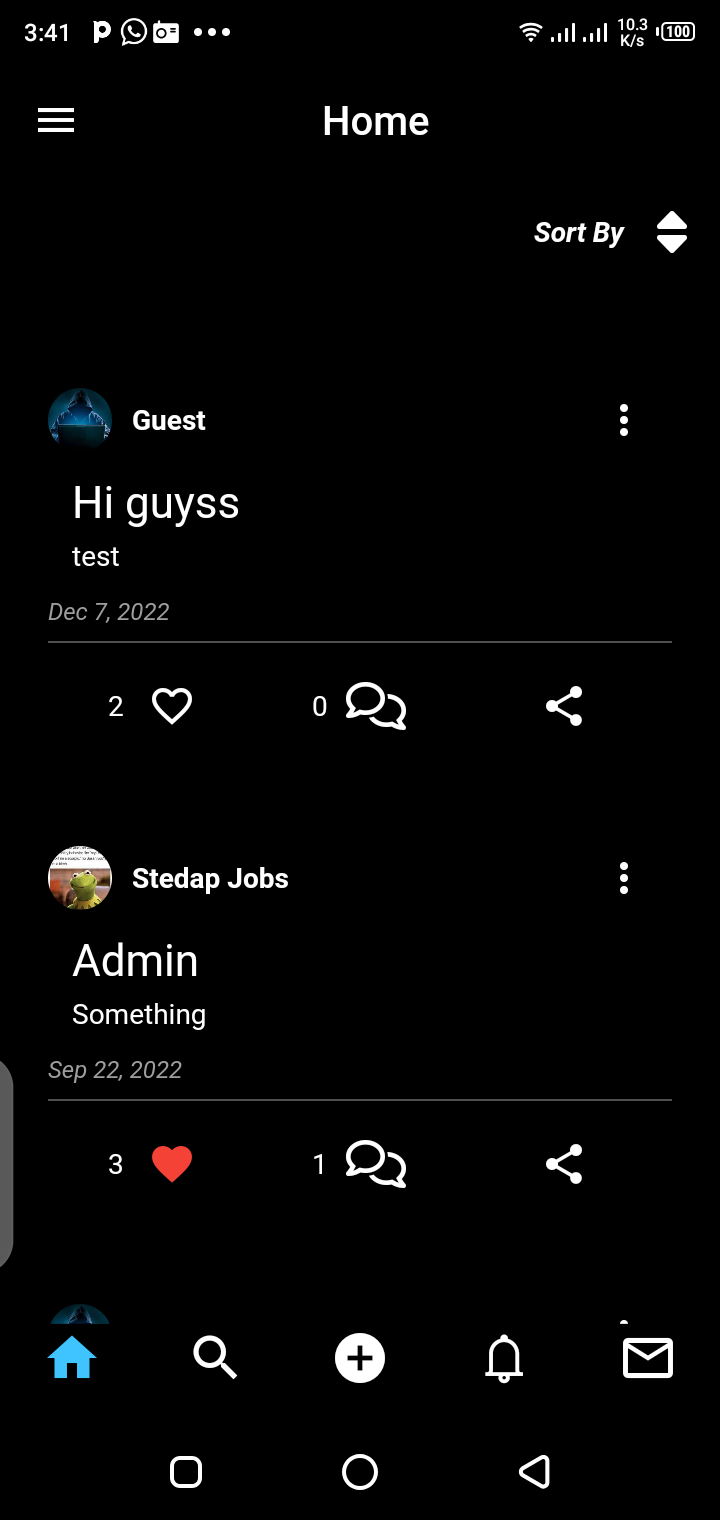 3:41
10.3
K/s
100
Home
Sort By
Guest
Hi guyss
test
Dec 7, 2022
2
0
Stedap Jobs
Admin
Something
Sep 22, 2022
3
1